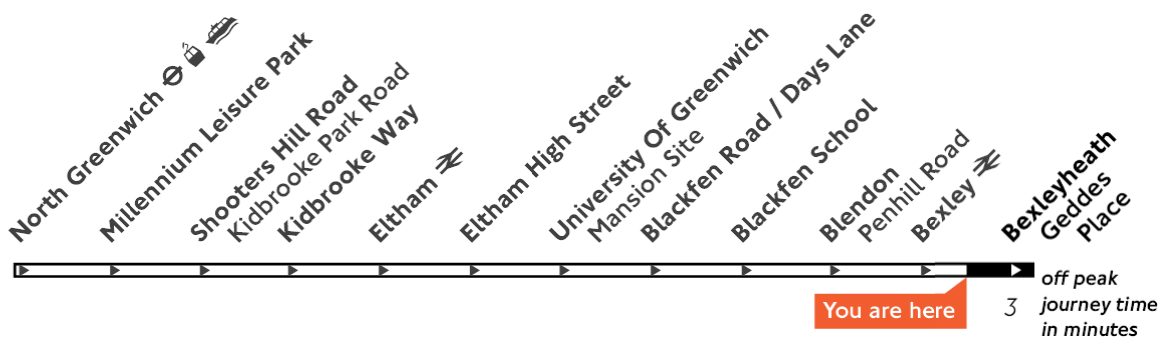 North Greenwich
Millennium Leisure Park
Shooters Hill Road
Kidbrooke Park Road
Kidbrooke Way
Eltham
Eltham High Street
University Of Greenwich
Mansion Site
Blackfen Road / Days Lane
Blackfen School
Blendon
Penhill Road
Bexley
Bexleyheath
Geddes
Place
You are here
3
off peak
journey time
in minutes